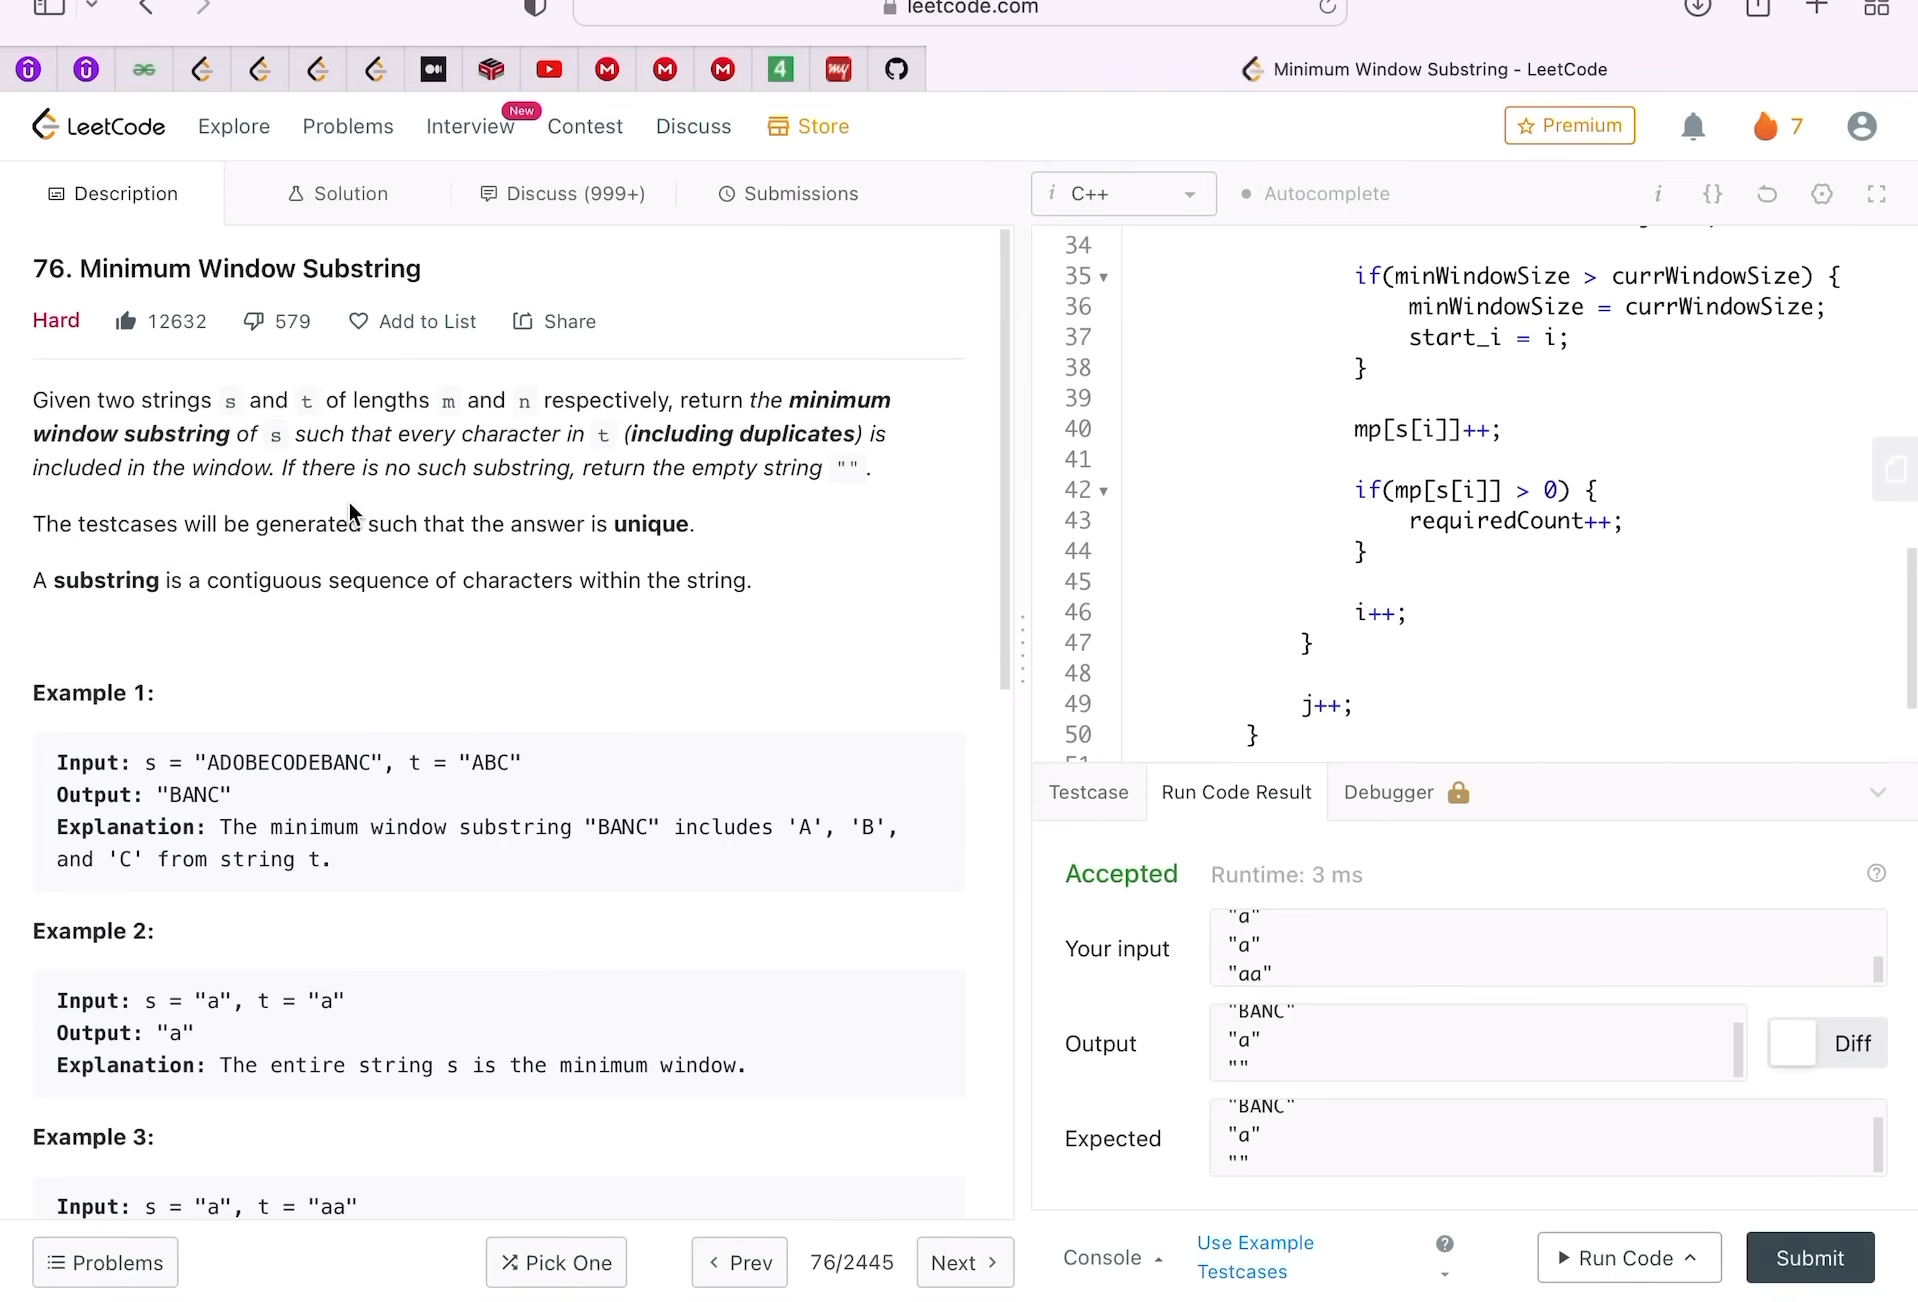 leetcode.com
Minimum Window Substring - LeetCode
LeetCode Explore Problems Interview New Contest Discuss Store Premium 7
Description Solution Discuss (999+) Submissions
76. Minimum Window Substring
Hard 12632 579 Add to List Share
Given two strings s and t of lengths m and n respectively, return the minimum
window substring of s such that every character in t (including duplicates) is
included in the window. If there is no such substring, return the empty string "".
The testcases will be generated such that the answer is unique.
A substring is a contiguous sequence of characters within the string.
Example 1:
Input: s = "ADOBECODEBANC", t = "ABC"
Output: "BANC"
Explanation: The minimum window substring "BANC" includes 'A', 'B',
and 'C' from string t.
Example 2:
Input: s = "a", t = "a"
Output: "a"
Explanation: The entire string s is the minimum window.
Example 3:
Input: s = "a", t = "aa"
Problems Pick One Prev 76/2445 Next
i C++ Autocomplete i {}
34
35 if(minWindowSize > currWindowSize) {
36 minWindowSize = currWindowSize;
37 start_i = i;
38 }
39
40 mp[s[i]]++;
41
42 if(mp[s[i]] > 0) {
43 requiredCount++;
44 }
45
46 i++;
47 }
48
49 j++;
50 }
51
Testcase Run Code Result Debugger
Accepted Runtime: 3 ms
Your input
"a"
"a"
"aa"
Output
"BANC"
"a"
""
Diff
Expected
"BANC"
"a"
""
Console Use Example Testcases Run Code Submit
4
my